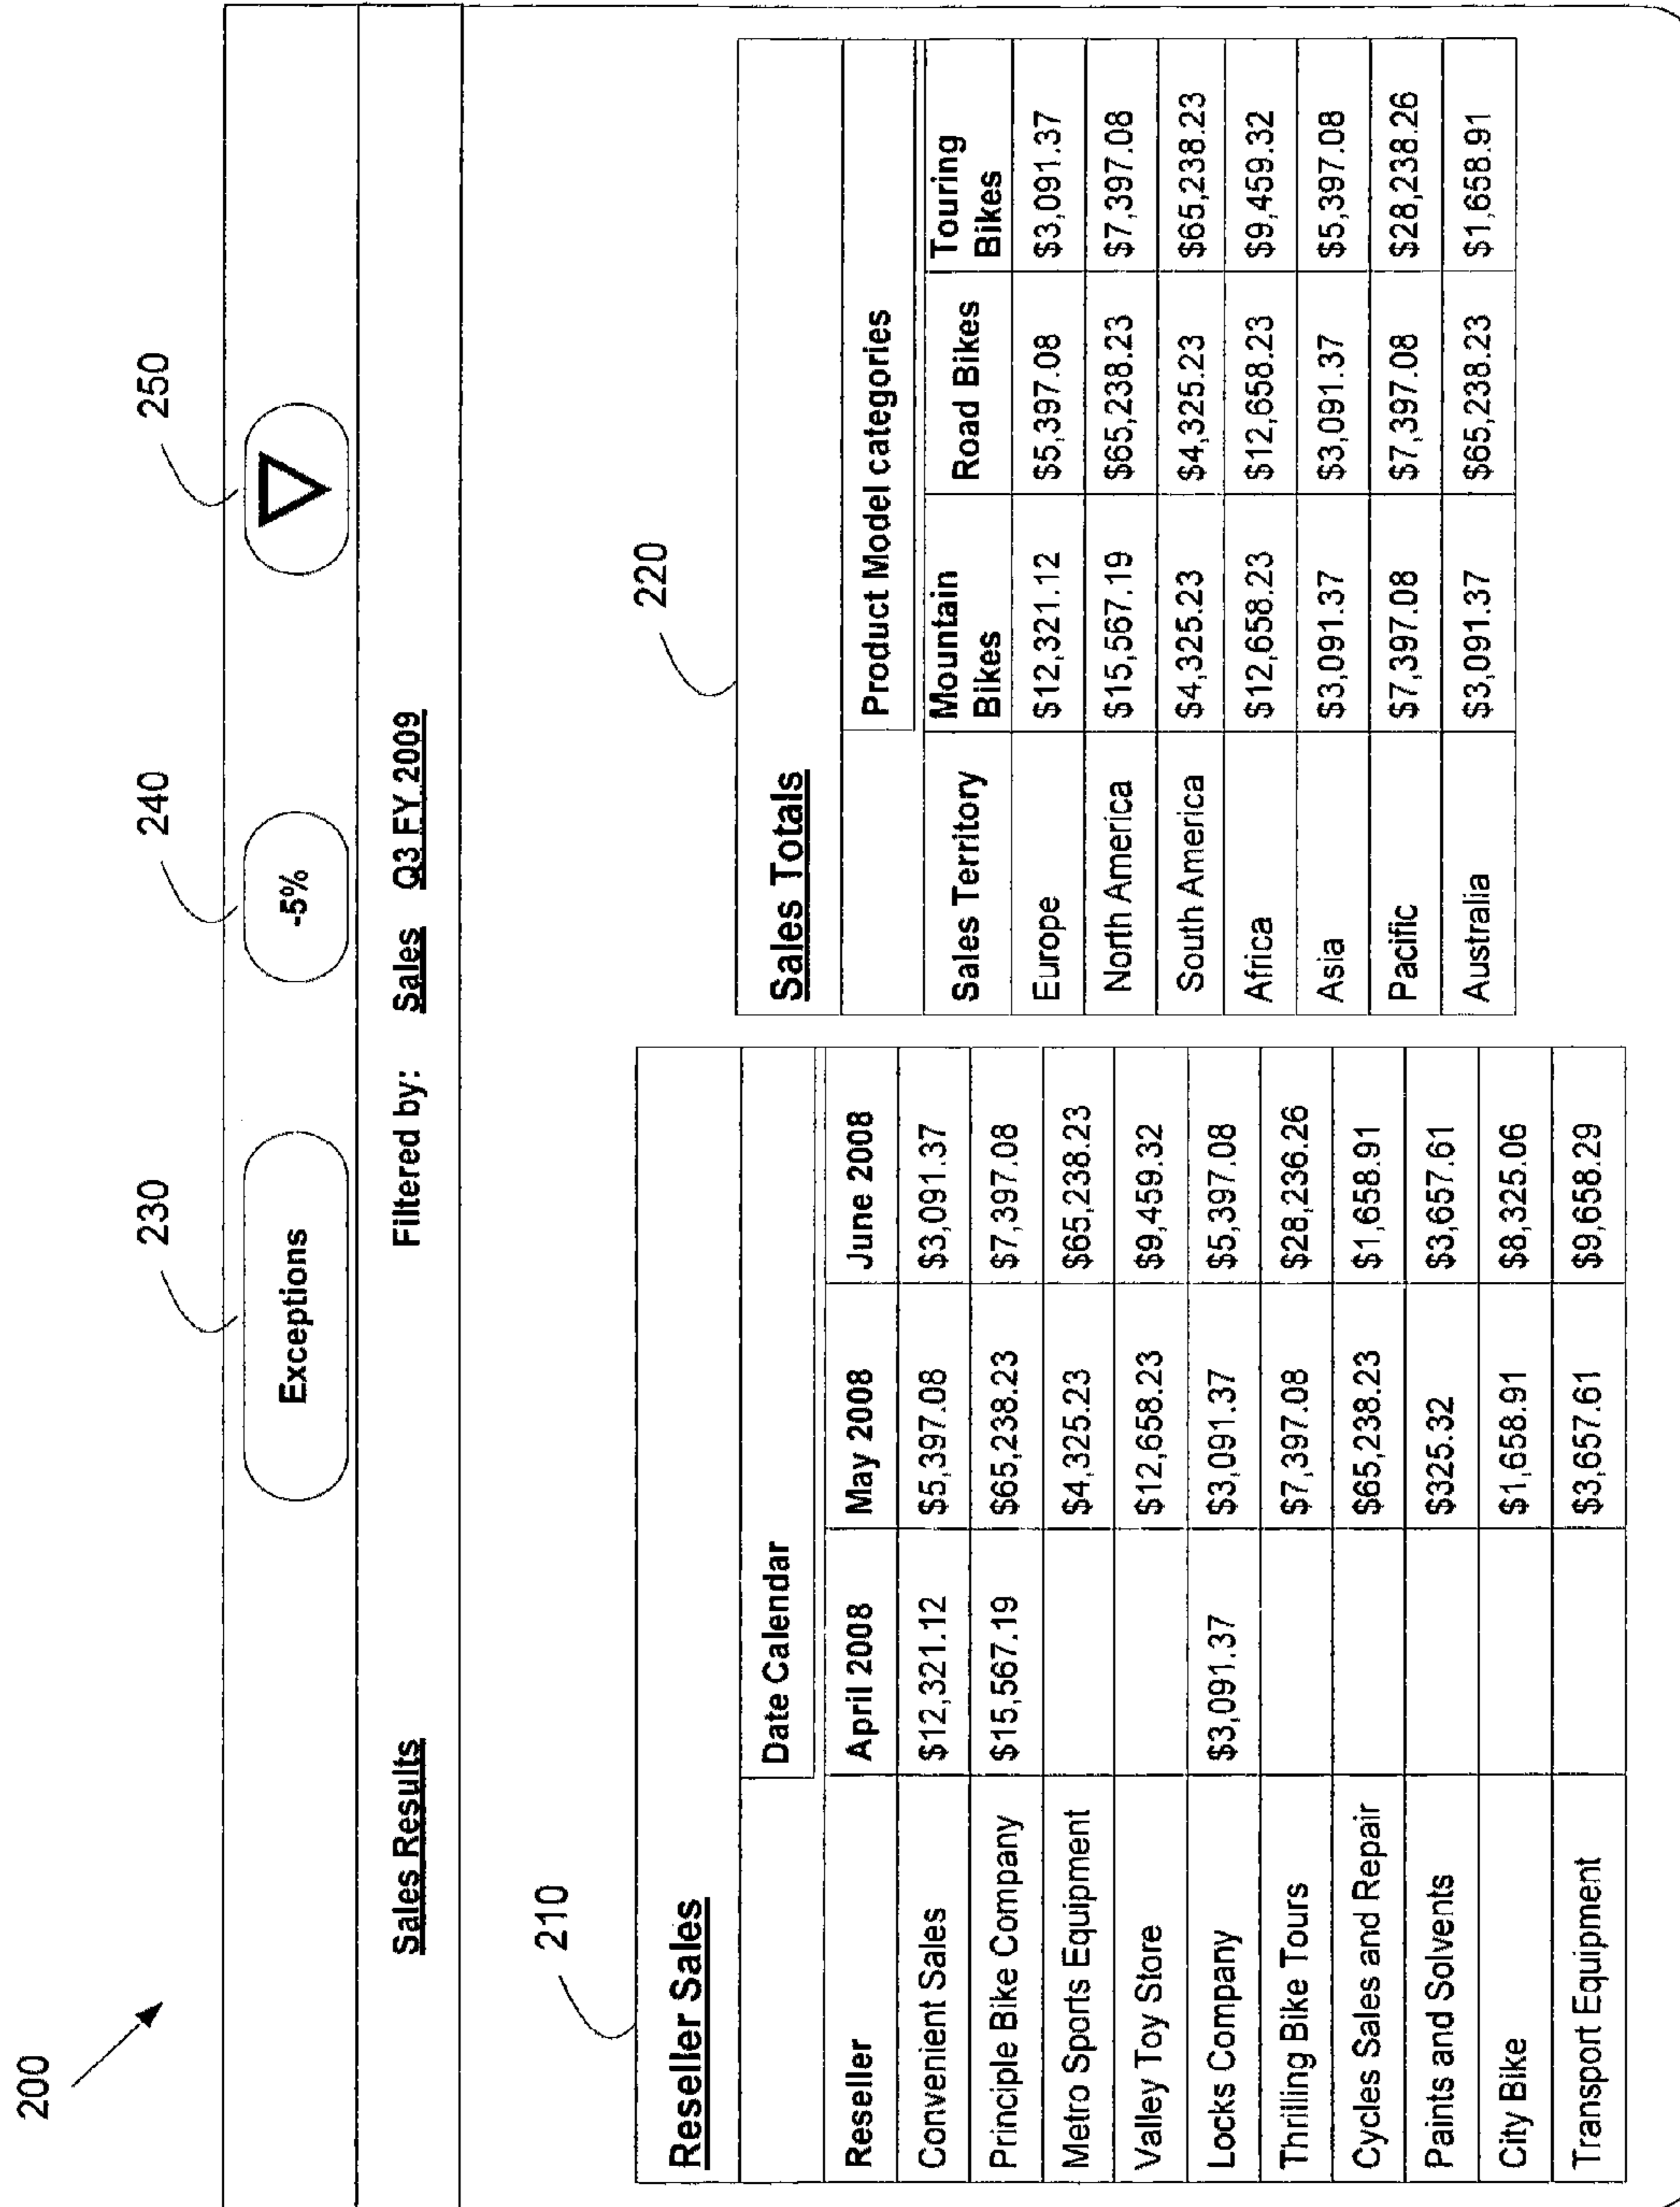 200
230
240
250
Exceptions
-5%
Sales Results
Filtered by: Sales Q3 FY 2009
210
220
Reseller Sales
Date Calendar
Reseller April 2008 May 2008 June 2008
Convenient Sales $12,321.12 $5,397.08 $3,091.37
Principle Bike Company $15,567.19 $65,238.23 $7,397.08
Metro Sports Equipment $4,325.23 $65,238.23
Valley Toy Store $12,658.23 $9,459.32
Locks Company $3,091.37 $3,091.37 $5,397.08
Thrilling Bike Tours $7,397.08 $28,236.26
Cycles Sales and Repair $65,238.23 $1,658.91
Paints and Solvents $325.32 $3,657.61
City Bike $1,658.91 $8,325.06
Transport Equipment $3,657.61 $9,658.29
Sales Totals
Product Model categories
Sales Territory Mountain Bikes Road Bikes Touring Bikes
Europe $12,321.12 $5,397.08 $3,091.37
North America $15,567.19 $65,238.23 $7,397.08
South America $4,325.23 $4,325.23 $65,238.23
Africa $12,658.23 $12,658.23 $9,459.32
Asia $3,091.37 $3,091.37 $5,397.08
Pacific $7,397.08 $7,397.08 $28,238.26
Australia $3,091.37 $65,238.23 $1,658.91